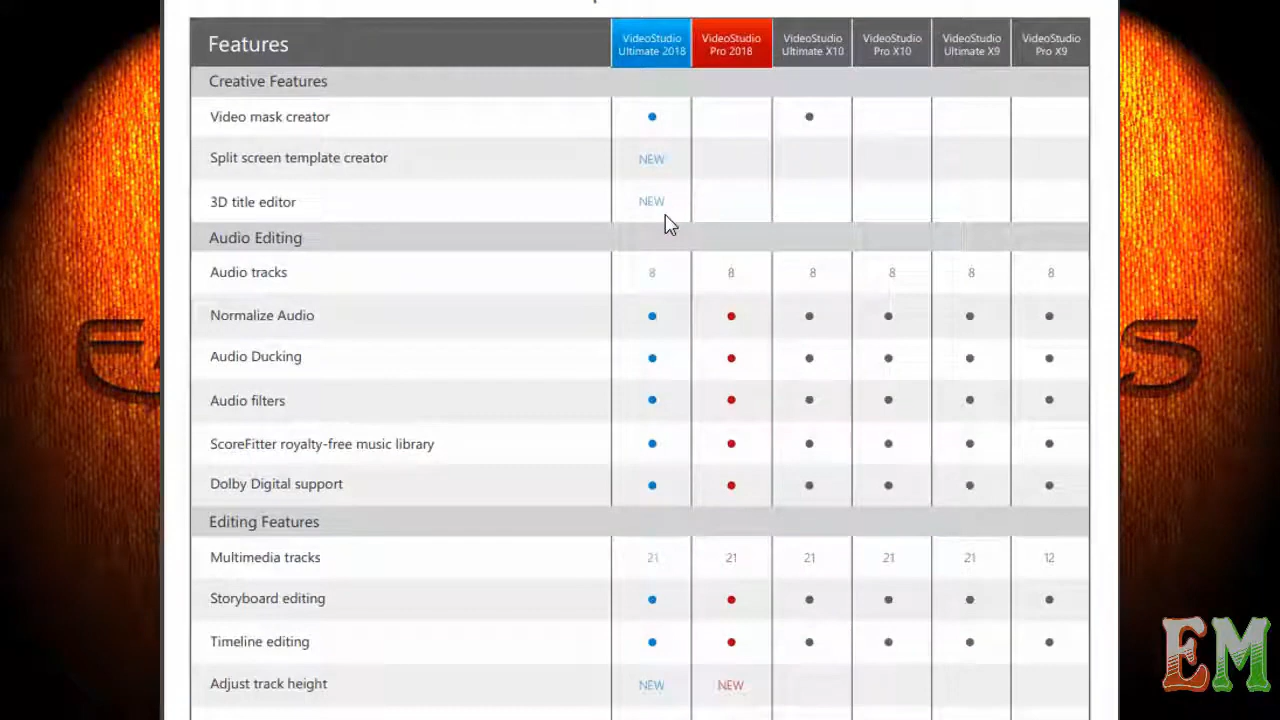 Features
VideoStudio
Ultimate 2018
VideoStudio
Pro 2018
VideoStudio
Ultimate X10
VideoStudio
Pro X10
VideoStudio
Ultimate X9
VideoStudio
Pro X9
Creative Features
Video mask creator
Split screen template creator NEW
3D title editor NEW
Audio Editing
Audio tracks 8 8 8 8 8 8
Normalize Audio
Audio Ducking
Audio filters
ScoreFitter royalty-free music library
Dolby Digital support
Editing Features
Multimedia tracks 21 21 21 21 21 12
Storyboard editing
Timeline editing
Adjust track height NEW NEW
EM